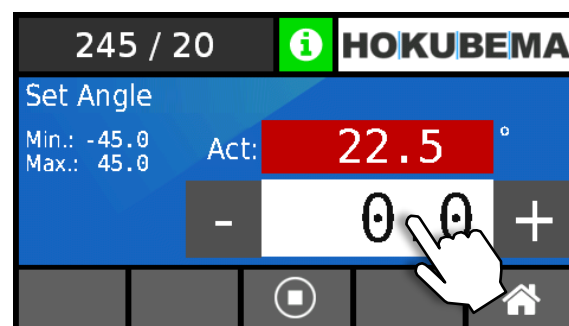 245 / 20
i HOKUBEMA
Set Angle
Min.: -45.0
Max.: 45.0
Act: 22.5 °
- 0.0 +